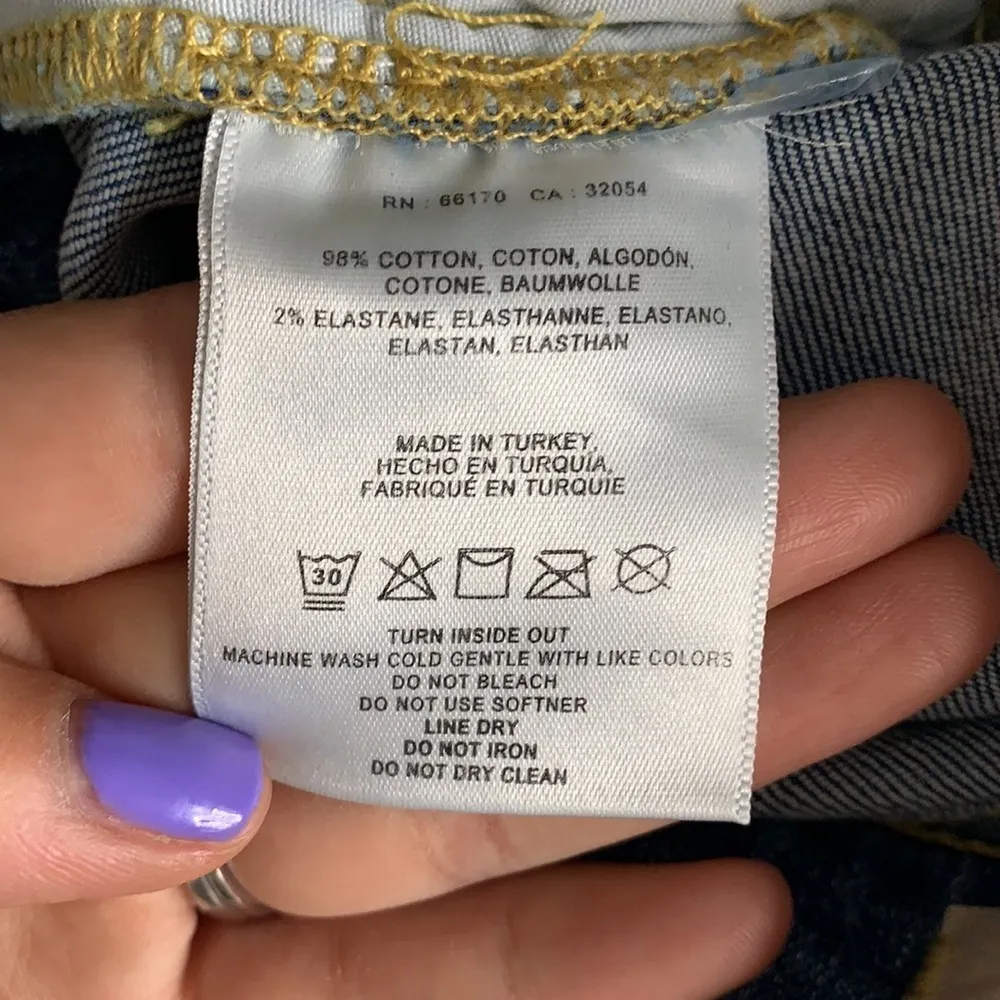 RN : 66170 CA : 32054
98% COTTON, COTON, ALGODÓN,
COTONE, BAUMWOLLE
2% ELASTANE, ELASTHANNE, ELASTANO,
ELASTAN, ELASTHAN
MADE IN TURKEY,
HECHO EN TURQUÍA,
FABRIQUÉ EN TURQUIE
30
TURN INSIDE OUT
MACHINE WASH COLD GENTLE WITH LIKE COLORS
DO NOT BLEACH
DO NOT USE SOFTNER
LINE DRY
DO NOT IRON
DO NOT DRY CLEAN